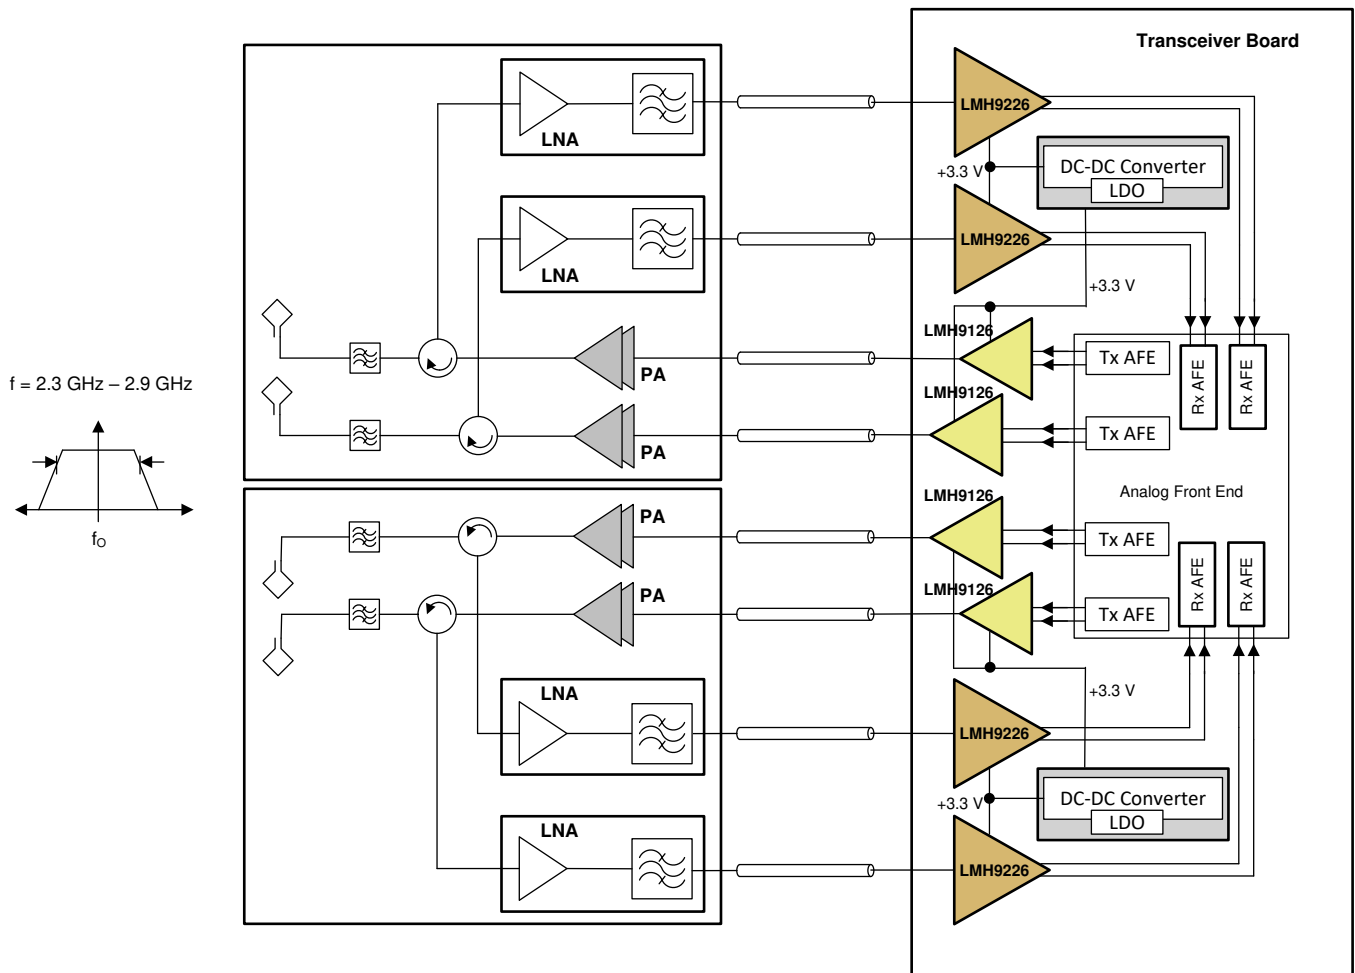 Transceiver Board
LNA
LMH9226
DC-DC Converter
LDO
+3.3 V
LNA
LMH9226
+3.3 V
LMH9126
PA
Tx AFE
Rx AFE
Rx AFE
f = 2.3 GHz – 2.9 GHz
LMH9126
PA
Tx AFE
Analog Front End
fO
LMH9126
PA
Tx AFE
Rx AFE
Rx AFE
LMH9126
PA
Tx AFE
LNA
+3.3 V
LMH9226
DC-DC Converter
LDO
+3.3 V
LNA
LMH9226